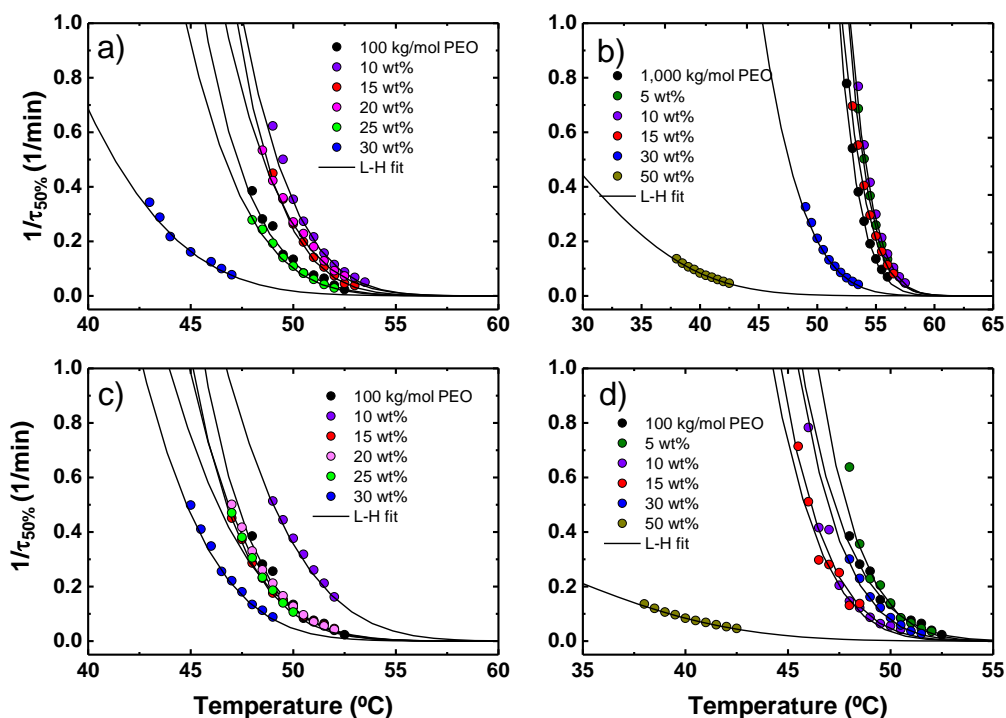 1/τ50% (1/min)
a)
1.0
0.8
0.6
0.4
0.2
0.0
40 45 50 55 60
100 kg/mol PEO
10 wt%
15 wt%
20 wt%
25 wt%
30 wt%
L-H fit
b)
1.0
0.8
0.6
0.4
0.2
0.0
30 35 40 45 50 55 60 65
1,000 kg/mol PEO
5 wt%
10 wt%
15 wt%
30 wt%
50 wt%
L-H fit
1/τ50% (1/min)
c)
1.0
0.8
0.6
0.4
0.2
0.0
40 45 50 55 60
Temperature (ºC)
100 kg/mol PEO
10 wt%
15 wt%
20 wt%
25 wt%
30 wt%
L-H fit
d)
1.0
0.8
0.6
0.4
0.2
0.0
35 40 45 50 55
Temperature (ºC)
100 kg/mol PEO
5 wt%
10 wt%
15 wt%
30 wt%
50 wt%
L-H fit